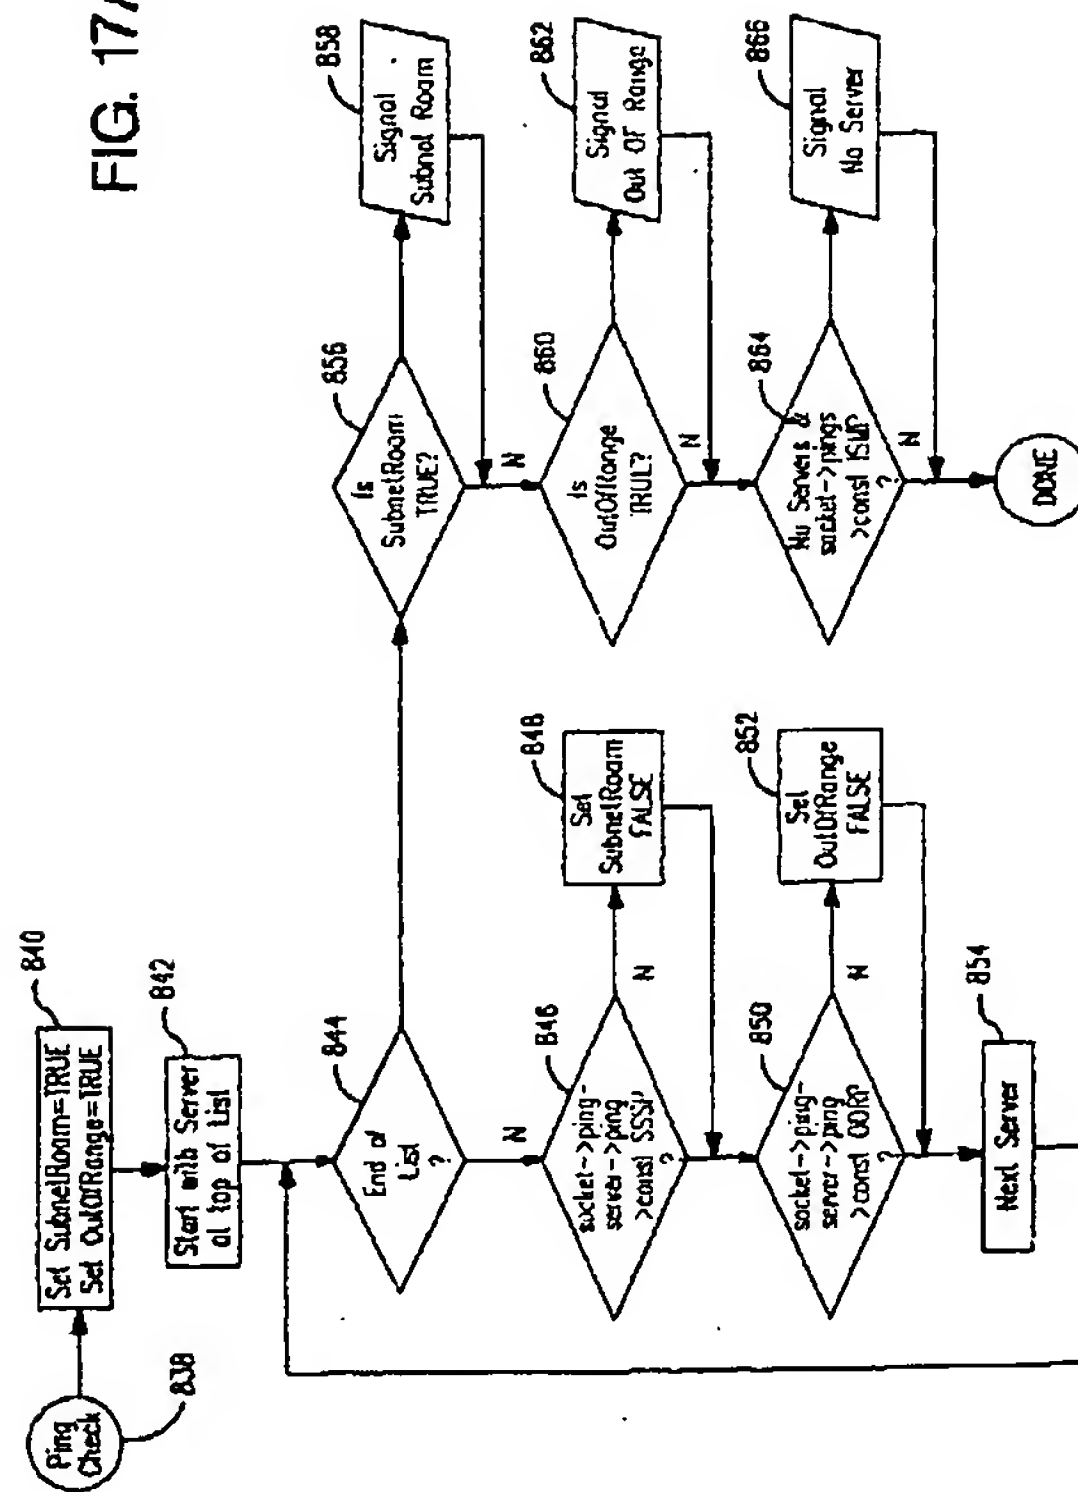 FIG. 17
Ping
Check
838
Set SubnetRoam=TRUE
Set OutOfRange=TRUE
840
Start with Server
at top of List
842
End of
List
?
844
N
socket->ping-
server->ping
>const SSSP
?
846
N
Set
SubnetRoam
FALSE
848
socket->ping-
server->ping
>const OORP
?
850
N
Set
OutOfRange
FALSE
852
Next Server
854
Is
SubnetRoam
TRUE?
856
N
Signal
Subnet Roam
858
Is
OutOfRange
TRUE?
860
N
Signal
Out Of Range
862
No Servers &
socket->pings
>const
?
864
N
Signal
No Server
866
DONE